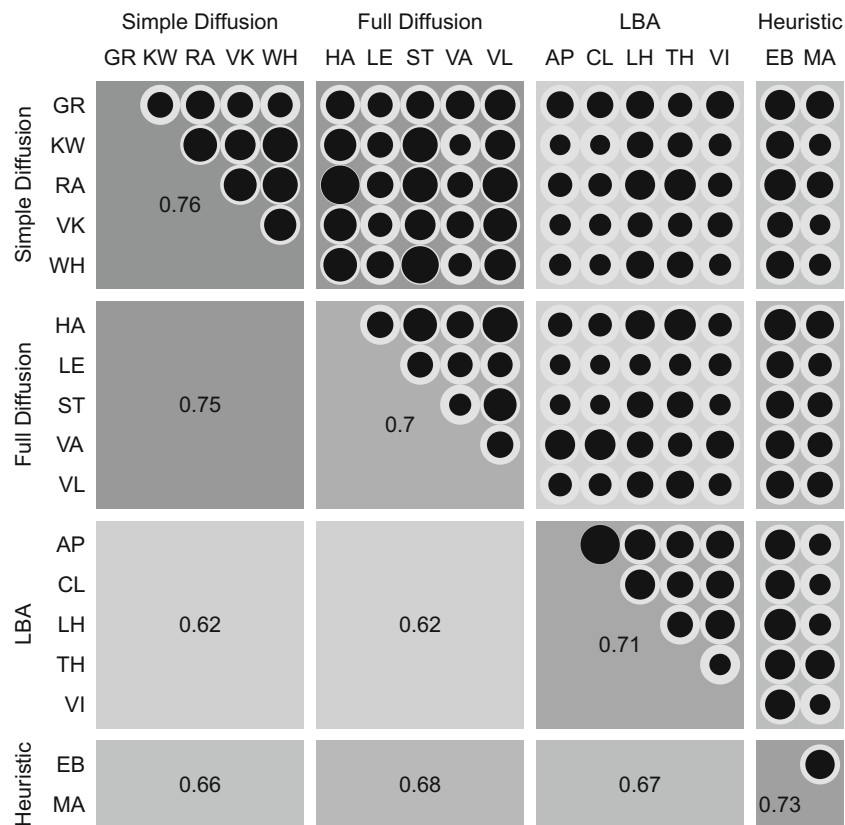 Simple Diffusion Full Diffusion LBA Heuristic
GR KW RA VK WH HA LE ST VA VL AP CL LH TH VI EB MA
Simple Diffusion
GR
KW
RA
0.76
VK
WH
Full Diffusion
HA
LE
ST
0.75
0.7
VA
VL
LBA
AP
CL
LH
0.62
0.62
0.71
TH
VI
Heuristic
EB
0.66
0.68
0.67
MA
0.73